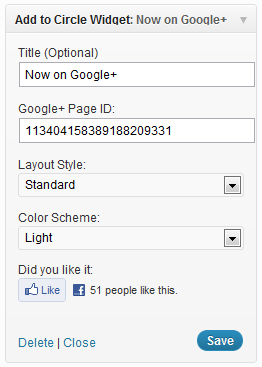 Add to Circle Widget: Now on Google+
Title (Optional)
Now on Google+
Google+ Page ID:
113404158389188209331
Layout Style:
Standard
Color Scheme:
Light
Did you like it:
Like 51 people like this.
Delete | Close Save